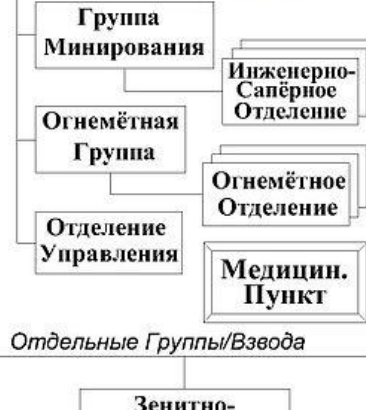 Группа
Минирования
Инженерно-
Сапёрное
Отделение
Огнемётная
Группа
Огнемётное
Отделение
Отделение
Управления
Медицин.
Пункт
Отдельные Группы/Взвода
Зенитно-